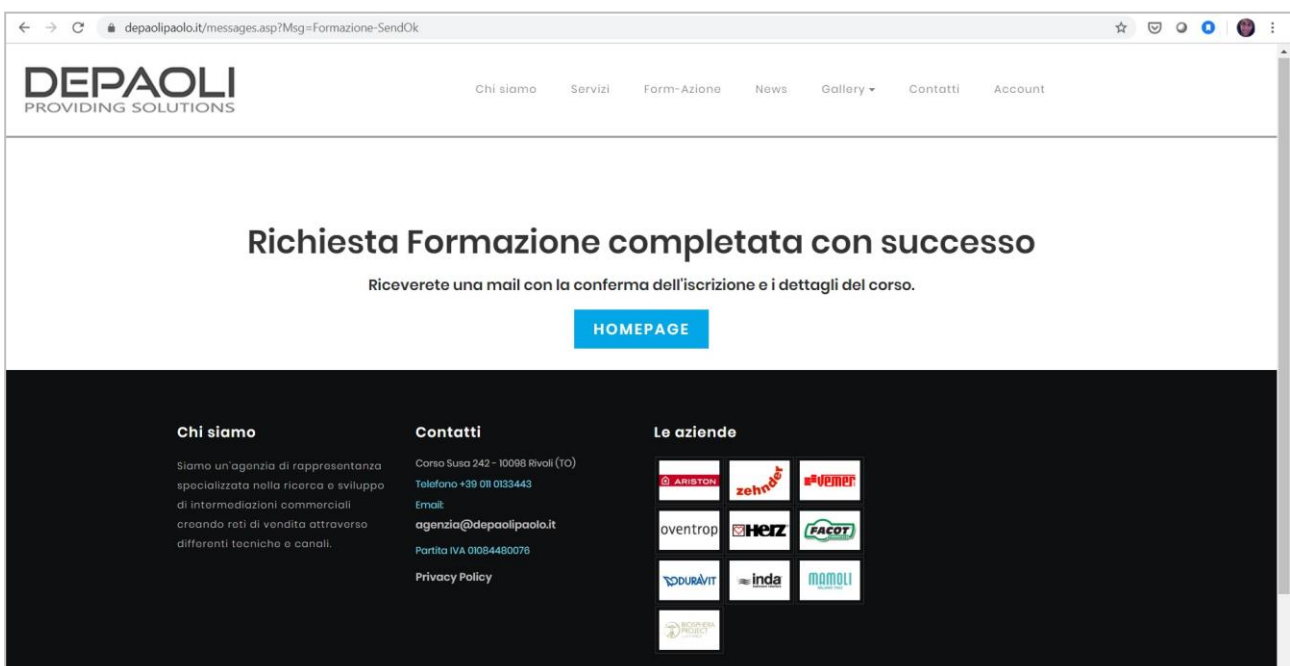 depaolipaolo.it/messages.asp?Msg=Formazione-SendOk
DEPAOLI
PROVIDING SOLUTIONS
Chi siamo Servizi Form-Azione News Gallery Contatti Account
Richiesta Formazione completata con successo
Riceverete una mail con la conferma dell'iscrizione e i dettagli del corso.
HOMEPAGE
Chi siamo
Siamo un'agenzia di rappresentanza
specializzata nella ricerca e sviluppo
di intermediazioni commerciali
creando reti di vendita attraverso
differenti tecniche e canali.
Contatti
Corso Susa 242 - 10098 Rivoli (TO)
Telefono +39 011 0133443
Email:
agenzia@depaolipaolo.it
Partita IVA 01084480076
Privacy Policy
Le aziende
ARISTON zehnder vemer
oventrop HERZ FACOT
DURAVIT inda MAMOLI
BIOSPHERA
PROJECT